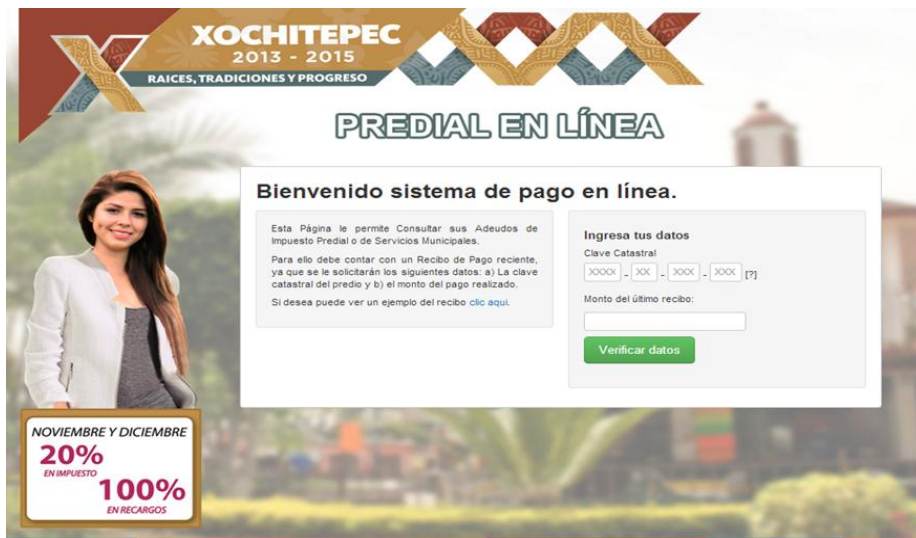 XOCHITEPEC
2013 - 2015
RAICES, TRADICIONES Y PROGRESO
PREDIAL EN LÍNEA
Bienvenido sistema de pago en línea.
Esta Página le permite Consultar sus Adeudos de
Impuesto Predial o de Servicios Municipales.
Para ello debe contar con un Recibo de Pago reciente,
ya que se le solicitarán los siguientes datos: a) La clave
catastral del predio y b) el monto del pago realizado.
Si desea puede ver un ejemplo del recibo clic aqui.
Ingresa tus datos
Clave Catastral
XXXX - XX - XXX - XXX [?]
Monto del último recibo:
Verificar datos
NOVIEMBRE Y DICIEMBRE
20%
EN IMPUESTO
100%
EN RECARGOS